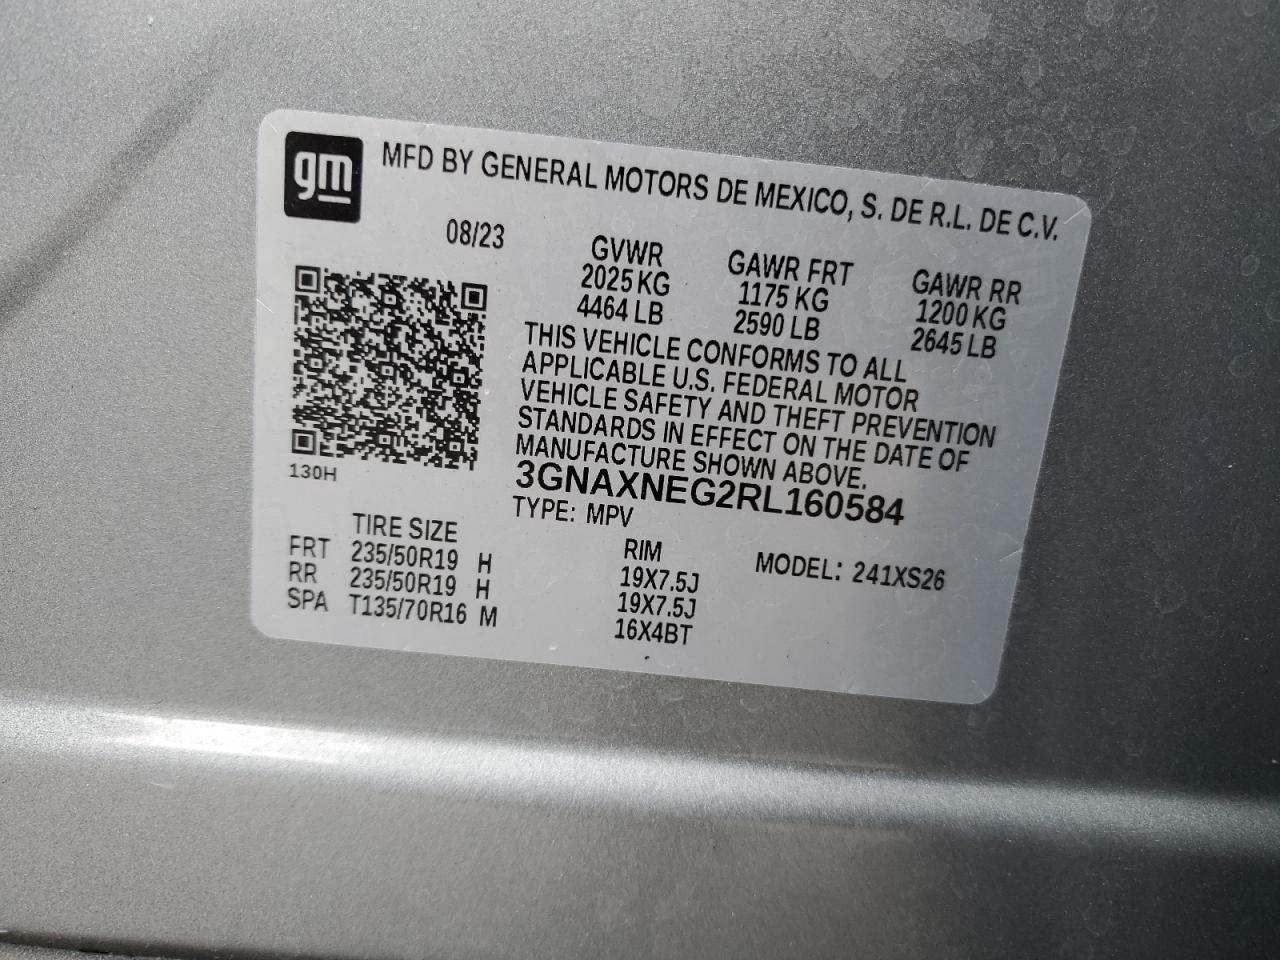 gm
MFD BY GENERAL MOTORS DE MEXICO, S. DE R.L. DE C.V.
08/23
GVWR GAWR FRT GAWR RR
2025 KG 1175 KG 1200 KG
4464 LB 2590 LB 2645 LB
THIS VEHICLE CONFORMS TO ALL
APPLICABLE U.S. FEDERAL MOTOR
VEHICLE SAFETY AND THEFT PREVENTION
STANDARDS IN EFFECT ON THE DATE OF
MANUFACTURE SHOWN ABOVE.
130H
3GNAXNEG2RL160584
TYPE: MPV
MODEL: 241XS26
TIRE SIZE RIM
FRT 235/50R19 H 19X7.5J
RR 235/50R19 H 19X7.5J
SPA T135/70R16 M 16X4BT